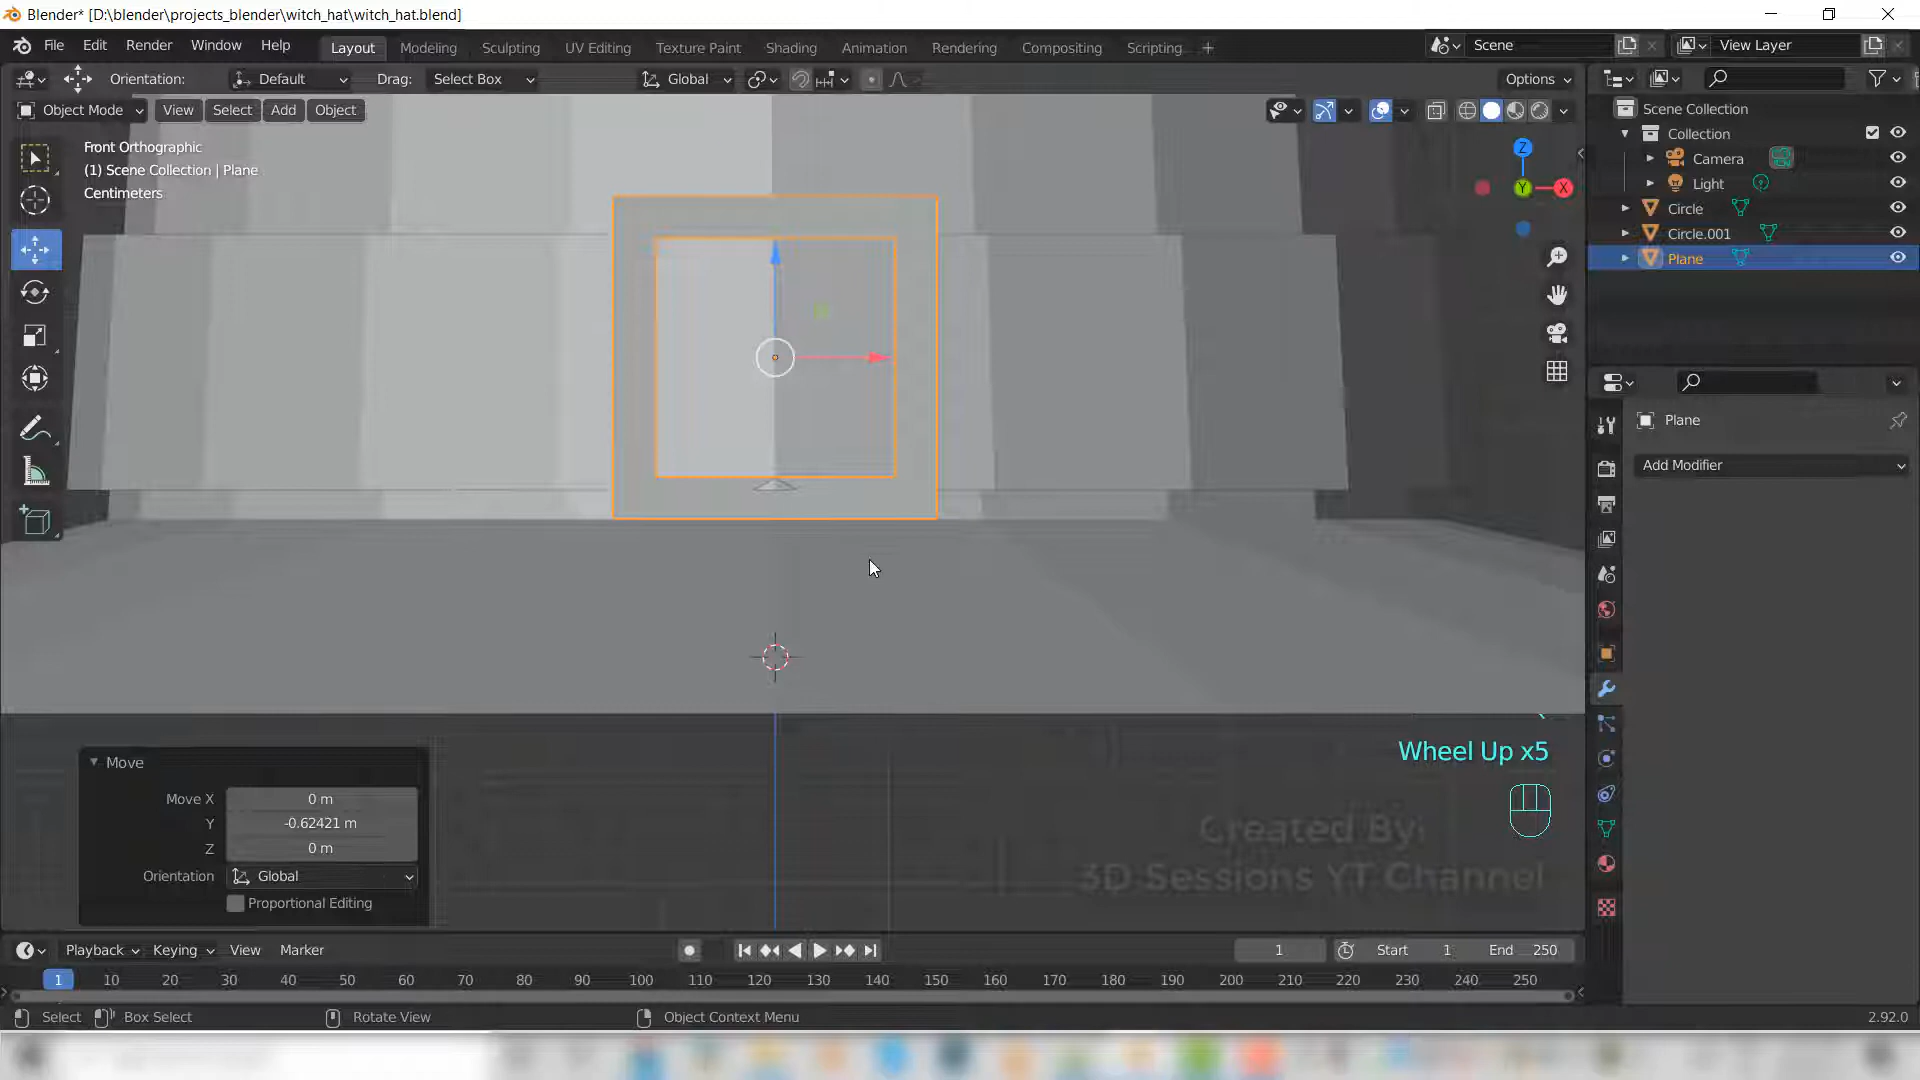 Blender* [D:\blender\projects_blender\witch_hat\witch_hat.blend]
File Edit Render Window Help
Layout Modeling Sculpting UV Editing Texture Paint Shading Animation Rendering Compositing Scripting +
Scene
View Layer
Orientation: Default Drag: Select Box Global Options
Object Mode View Select Add Object
Front Orthographic
(1) Scene Collection | Plane
Centimeters
Z
Y
X
Scene Collection
Collection
Camera
Light
Circle
Circle.001
Plane
Plane
Add Modifier
Wheel Up x5
Created By:
3D Sessions YT Channel
Move
Move X 0 m
Y -0.62421 m
Z 0 m
Orientation Global
Proportional Editing
Playback Keying View Marker 1 Start 1 End 250
1 10 20 30 40 50 60 70 80 90 100 110 120 130 140 150 160 170 180 190 200 210 220 230 240 250
Select Box Select Rotate View Object Context Menu 2.92.0